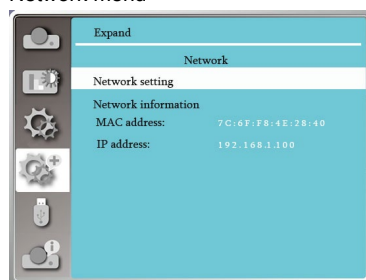 Network menu
Expand
Network
Network setting
Network information
MAC address: 7C:6F:F8:4E:28:40
IP address: 192.168.1.100